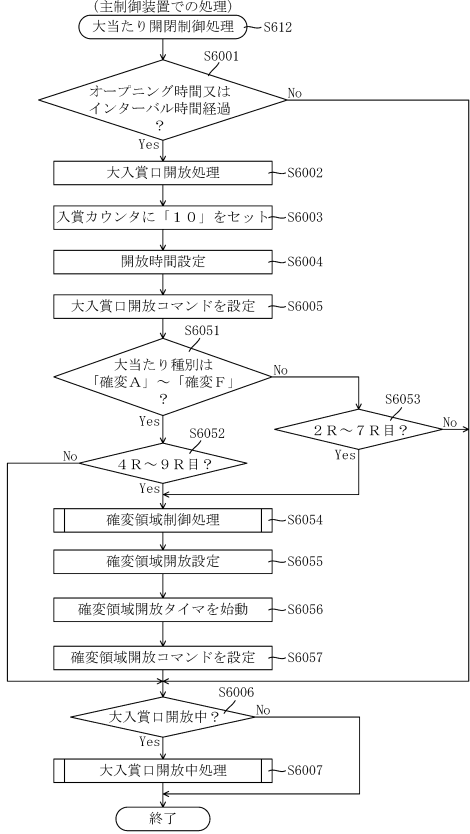 (主制御装置での処理)
大当たり開閉制御処理
S612
S6001
オープニング時間又は
インターバル時間経過
?
No
Yes
大入賞口開放処理
S6002
入賞カウンタに「10」をセット
S6003
開放時間設定
S6004
大入賞口開放コマンドを設定
S6005
S6051
大当たり種別は
「確変A」~「確変F」
?
No
Yes
S6053
2R~7R目?
No
Yes
S6052
4R~9R目?
No
Yes
確変領域制御処理
S6054
確変領域開放設定
S6055
確変領域開放タイマを始動
S6056
確変領域開放コマンドを設定
S6057
S6006
大入賞口開放中?
No
Yes
大入賞口開放中処理
S6007
終了